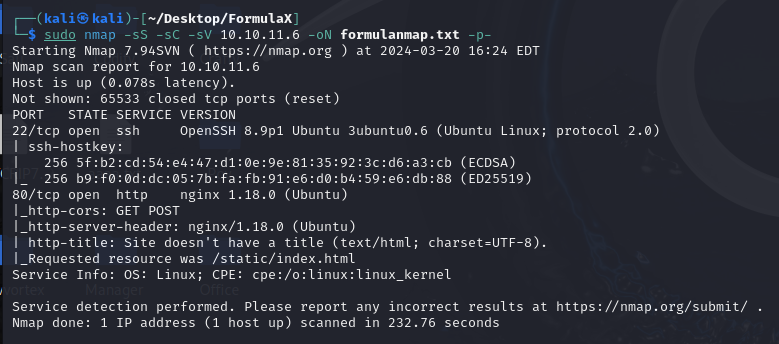 ┌──(kali㉿kali)-[~/Desktop/FormulaX]
└─$ sudo nmap -sS -sC -sV 10.10.11.6 -oN formulanmap.txt -p-
Starting Nmap 7.94SVN ( https://nmap.org ) at 2024-03-20 16:24 EDT
Nmap scan report for 10.10.11.6
Host is up (0.078s latency).
Not shown: 65533 closed tcp ports (reset)
PORT   STATE SERVICE VERSION
22/tcp open  ssh     OpenSSH 8.9p1 Ubuntu 3ubuntu0.6 (Ubuntu Linux; protocol 2.0)
| ssh-hostkey:
|   256 5f:b2:cd:54:e4:47:d1:0e:9e:81:35:92:3c:d6:a3:cb (ECDSA)
|_  256 b9:f0:0d:dc:05:7b:fa:fb:91:e6:d0:b4:59:e6:db:88 (ED25519)
80/tcp open  http    nginx 1.18.0 (Ubuntu)
|_http-cors: GET POST
|_http-server-header: nginx/1.18.0 (Ubuntu)
| http-title: Site doesn't have a title (text/html; charset=UTF-8).
|_Requested resource was /static/index.html
Service Info: OS: Linux; CPE: cpe:/o:linux:linux_kernel
vortex Manager Office
Service detection performed. Please report any incorrect results at https://nmap.org/submit/ .
Nmap done: 1 IP address (1 host up) scanned in 232.76 seconds